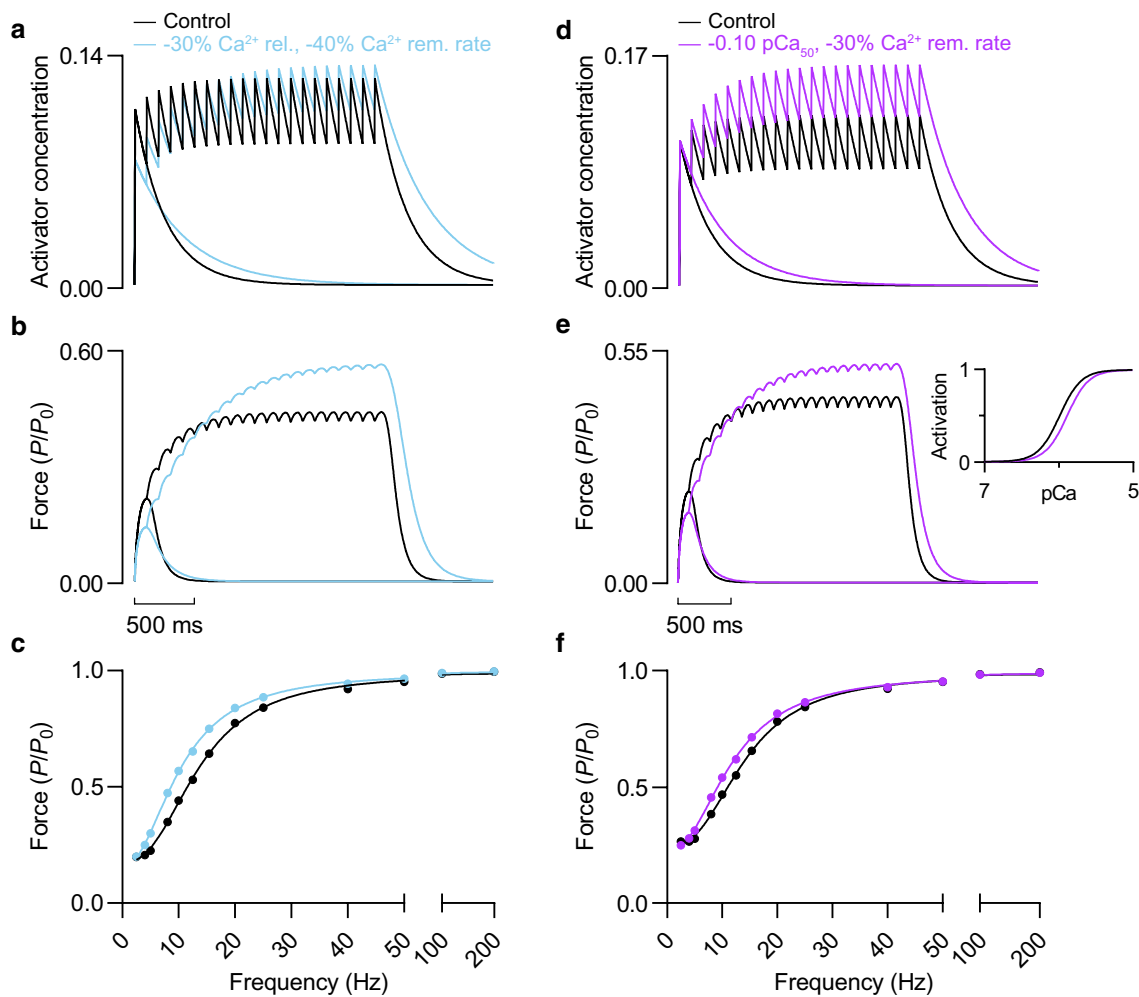 a
Control
-30% Ca²⁺ rel., -40% Ca²⁺ rem. rate
0.14
0.00
Activator concentration
b
0.60
0.00
Force (P/P₀)
500 ms
c
1.0
0.5
0.0
Force (P/P₀)
0 10 20 30 40 50 100 200
Frequency (Hz)
d
Control
-0.10 pCa₅₀, -30% Ca²⁺ rem. rate
0.17
0.00
Activator concentration
e
0.55
0.00
Force (P/P₀)
500 ms
1
0
Activation
7 5
pCa
f
1.0
0.5
0.0
Force (P/P₀)
0 10 20 30 40 50 100 200
Frequency (Hz)